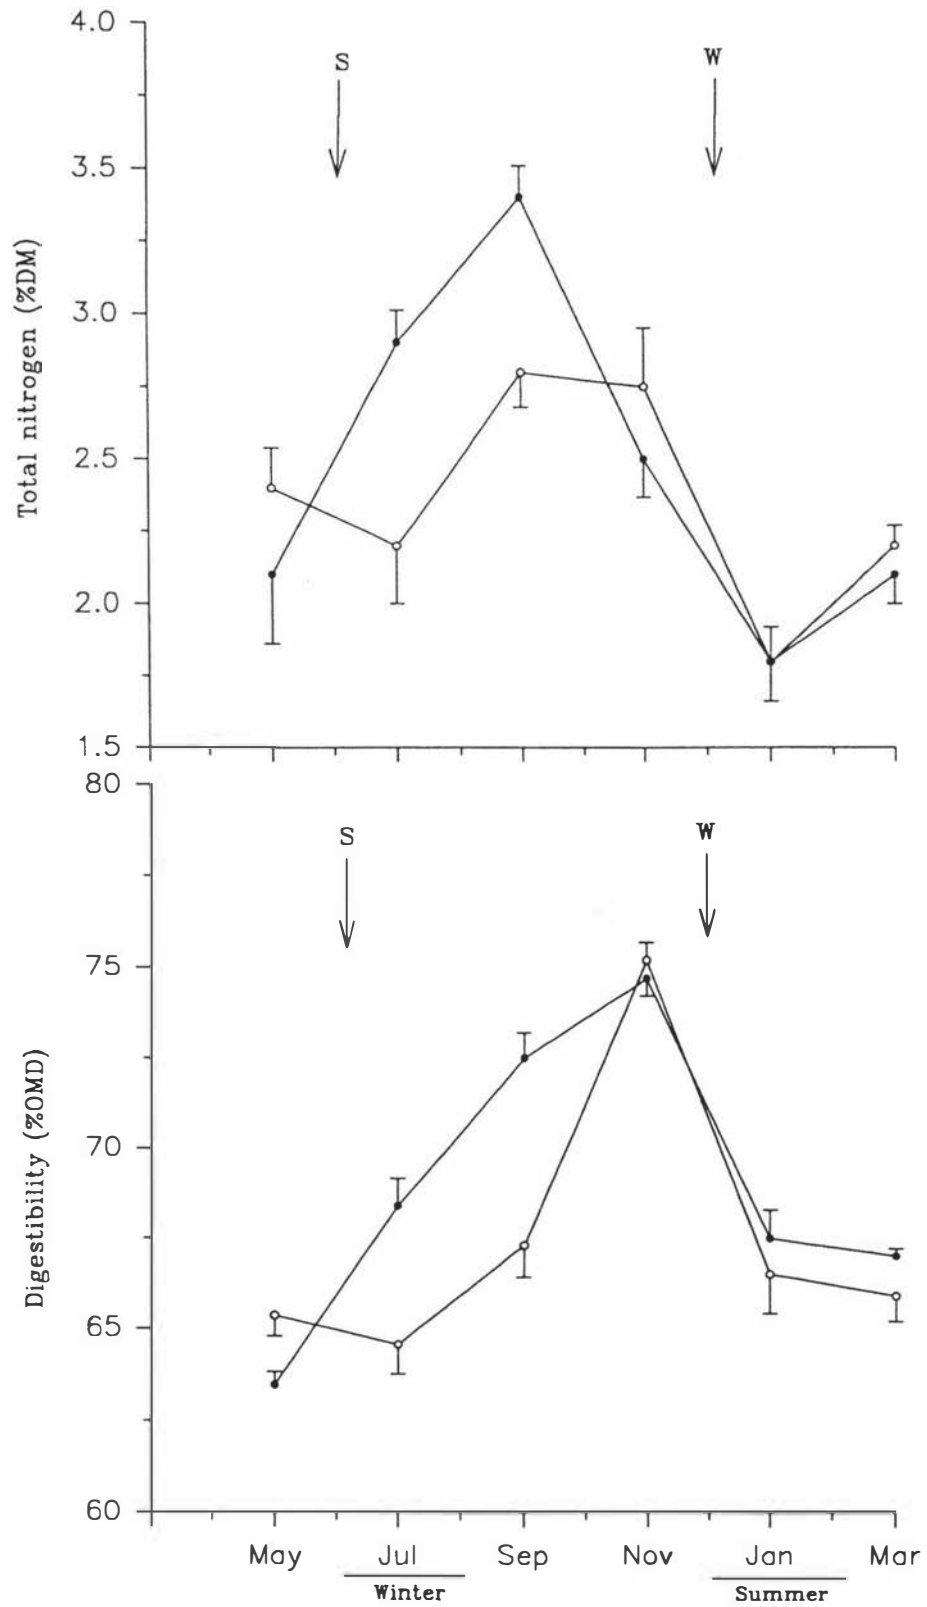 4.0
S
W
3.5
3.0
2.5
2.0
1.5
Total nitrogen (%DM)
80
S
W
75
70
65
60
Digestibility (%OMD)
May Jul Sep Nov Jan Mar
Winter Summer